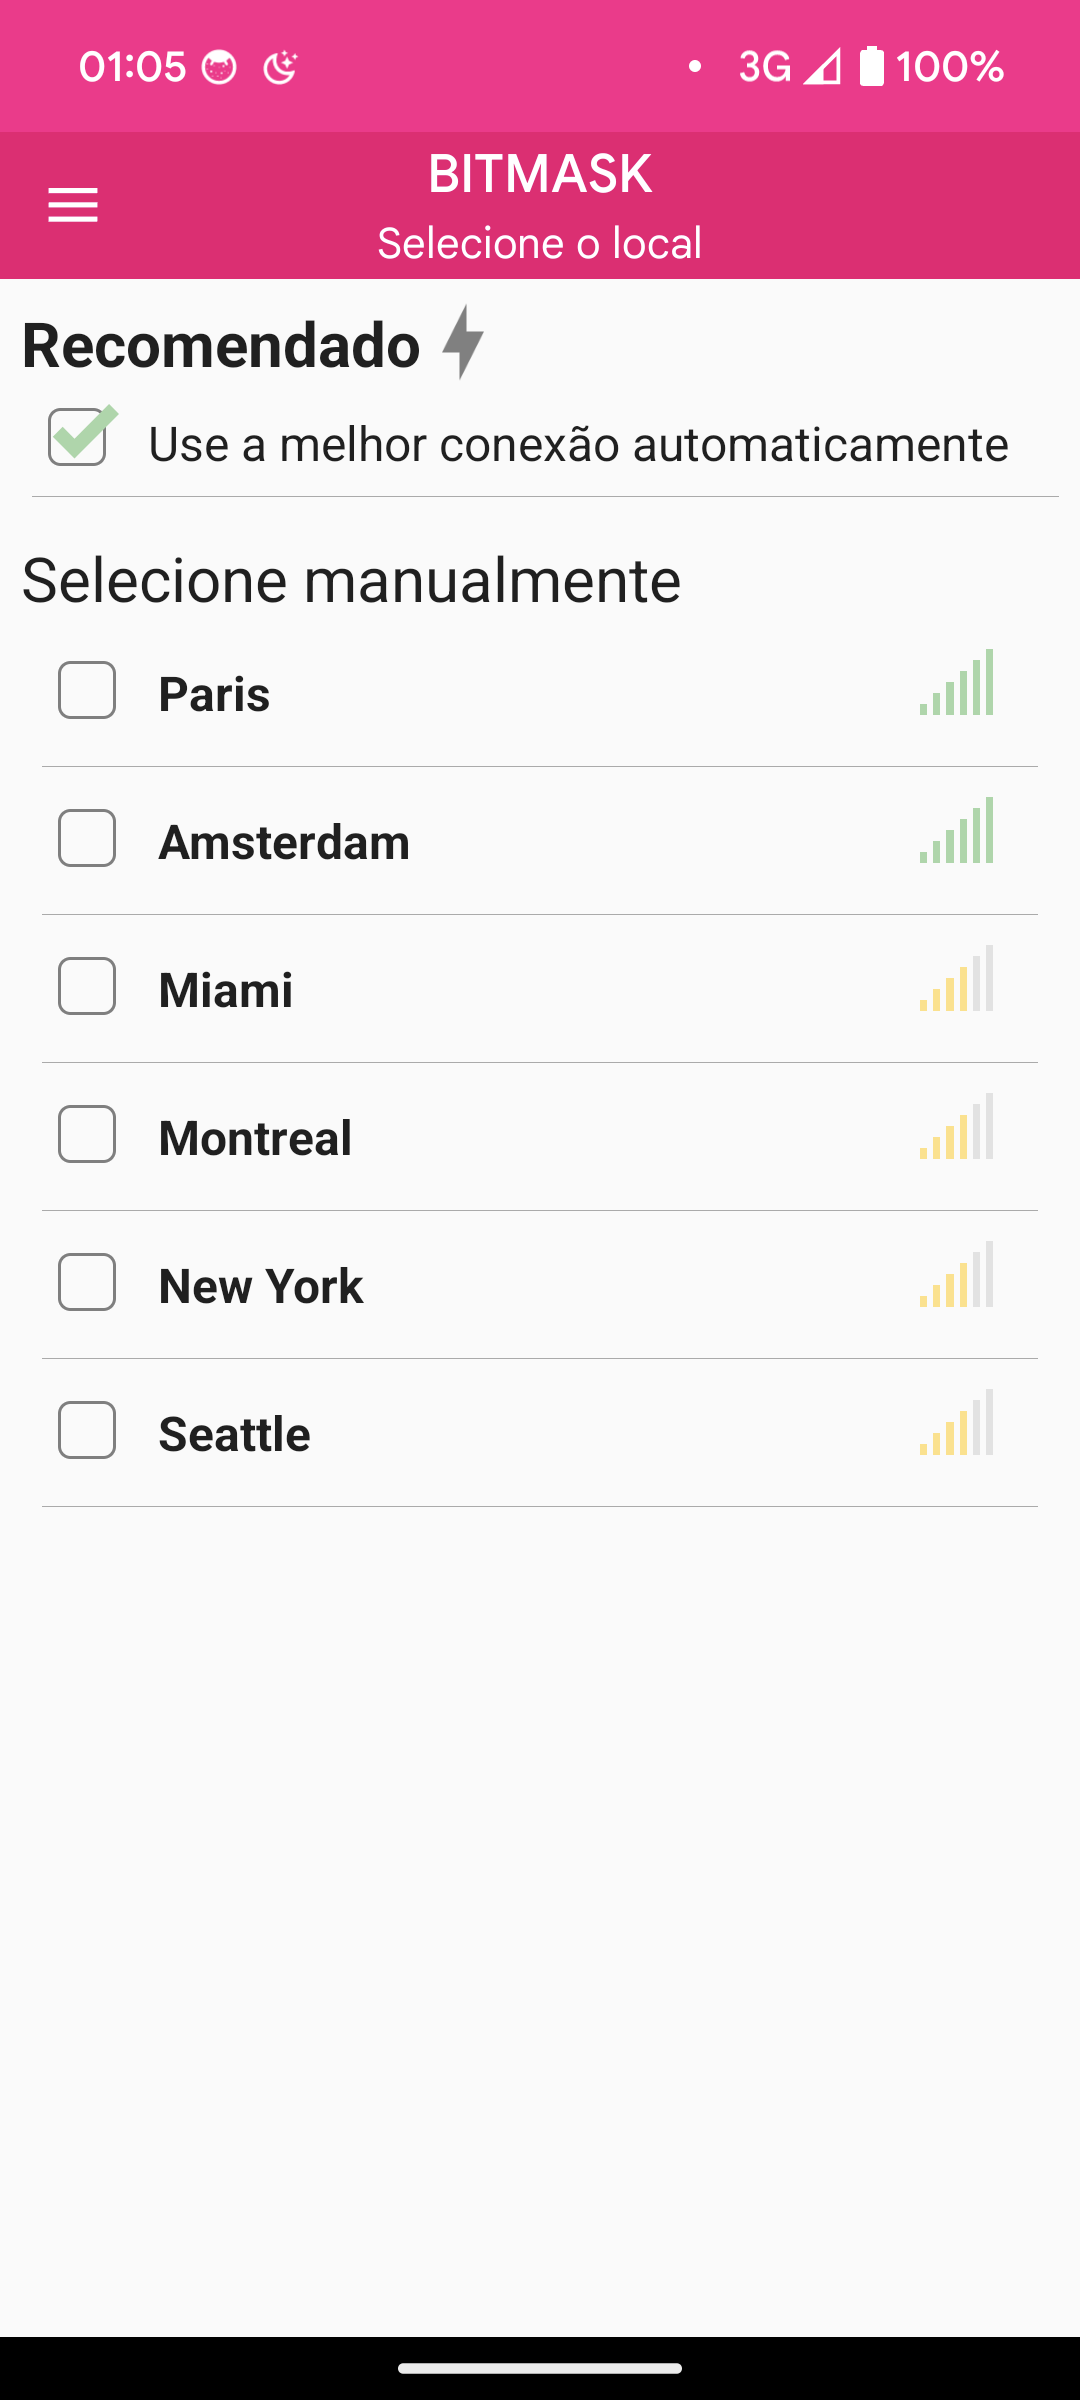 01:05 3G 100%
BITMASK
Selecione o local
Recomendado
Use a melhor conexão automaticamente
Selecione manualmente
Paris
Amsterdam
Miami
Montreal
New York
Seattle